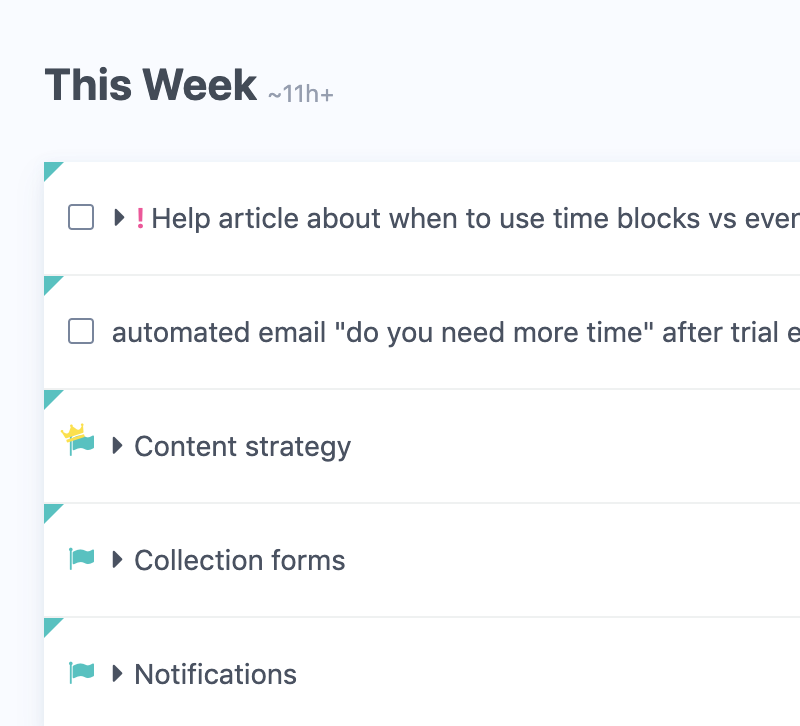 This Week ~11h+
! Help article about when to use time blocks vs
automated email "do you need more time" after trial
Content strategy
Collection forms
Notifications